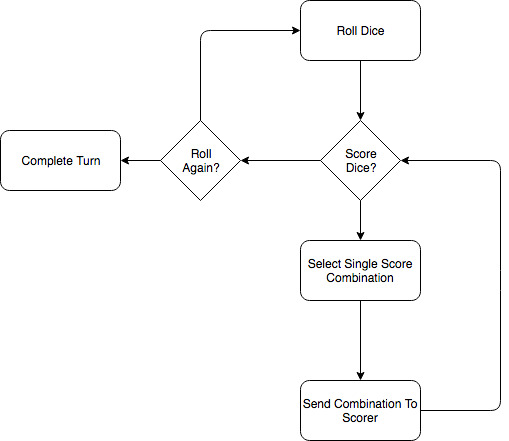 Roll Dice
Complete Turn
Roll
Again?
Score
Dice?
Select Single Score
Combination
Send Combination To
Scorer